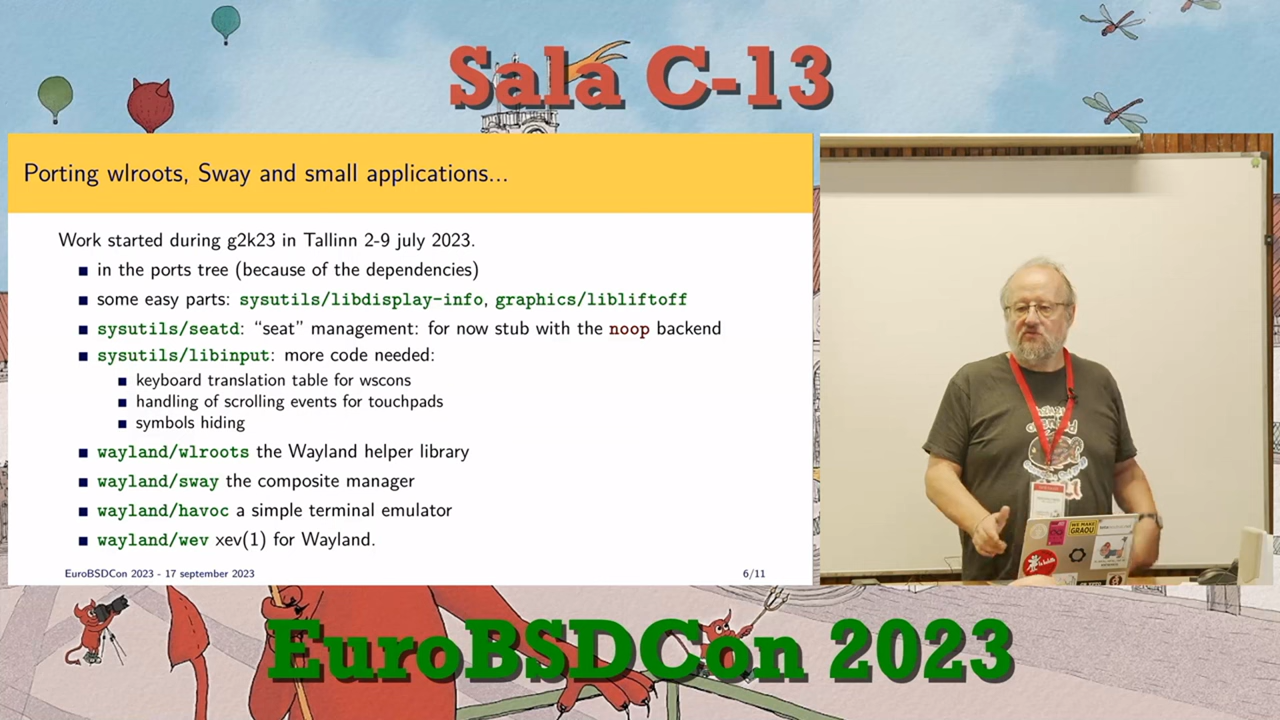 Sala C-13
Porting wlroots, Sway and small applications...
Work started during g2k23 in Tallinn 2-9 july 2023.
in the ports tree (because of the dependencies)
some easy parts: sysutils/libdisplay-info, graphics/libliftoff
sysutils/seatd: “seat” management: for now stub with the noop backend
sysutils/libinput: more code needed:
keyboard translation table for wscons
handling of scrolling events for touchpads
symbols hiding
wayland/wlroots the Wayland helper library
wayland/sway the composite manager
wayland/havoc a simple terminal emulator
wayland/wev xev(1) for Wayland.
EuroBSDCon 2023 - 17 september 2023
6/11
WE MAKE
GRAOU
EuroBSDCon 2023